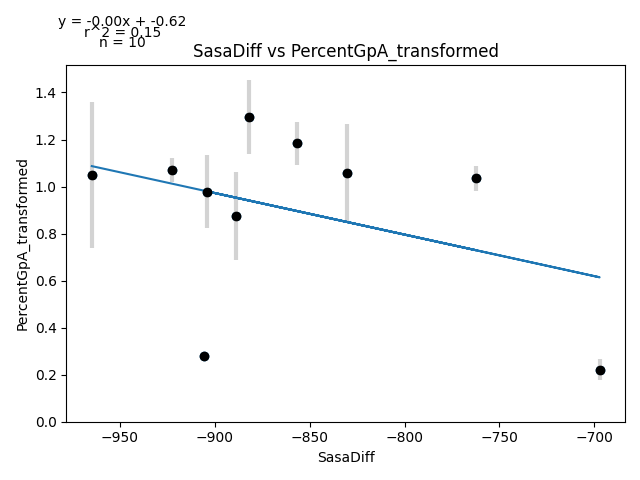 y = -0.00x + -0.62
r^2 = 0.15
n = 10
SasaDiff vs PercentGpA_transformed
PercentGpA_transformed
1.4
1.2
1.0
0.8
0.6
0.4
0.2
0.0
−950
−900
−850
−800
−750
−700
SasaDiff